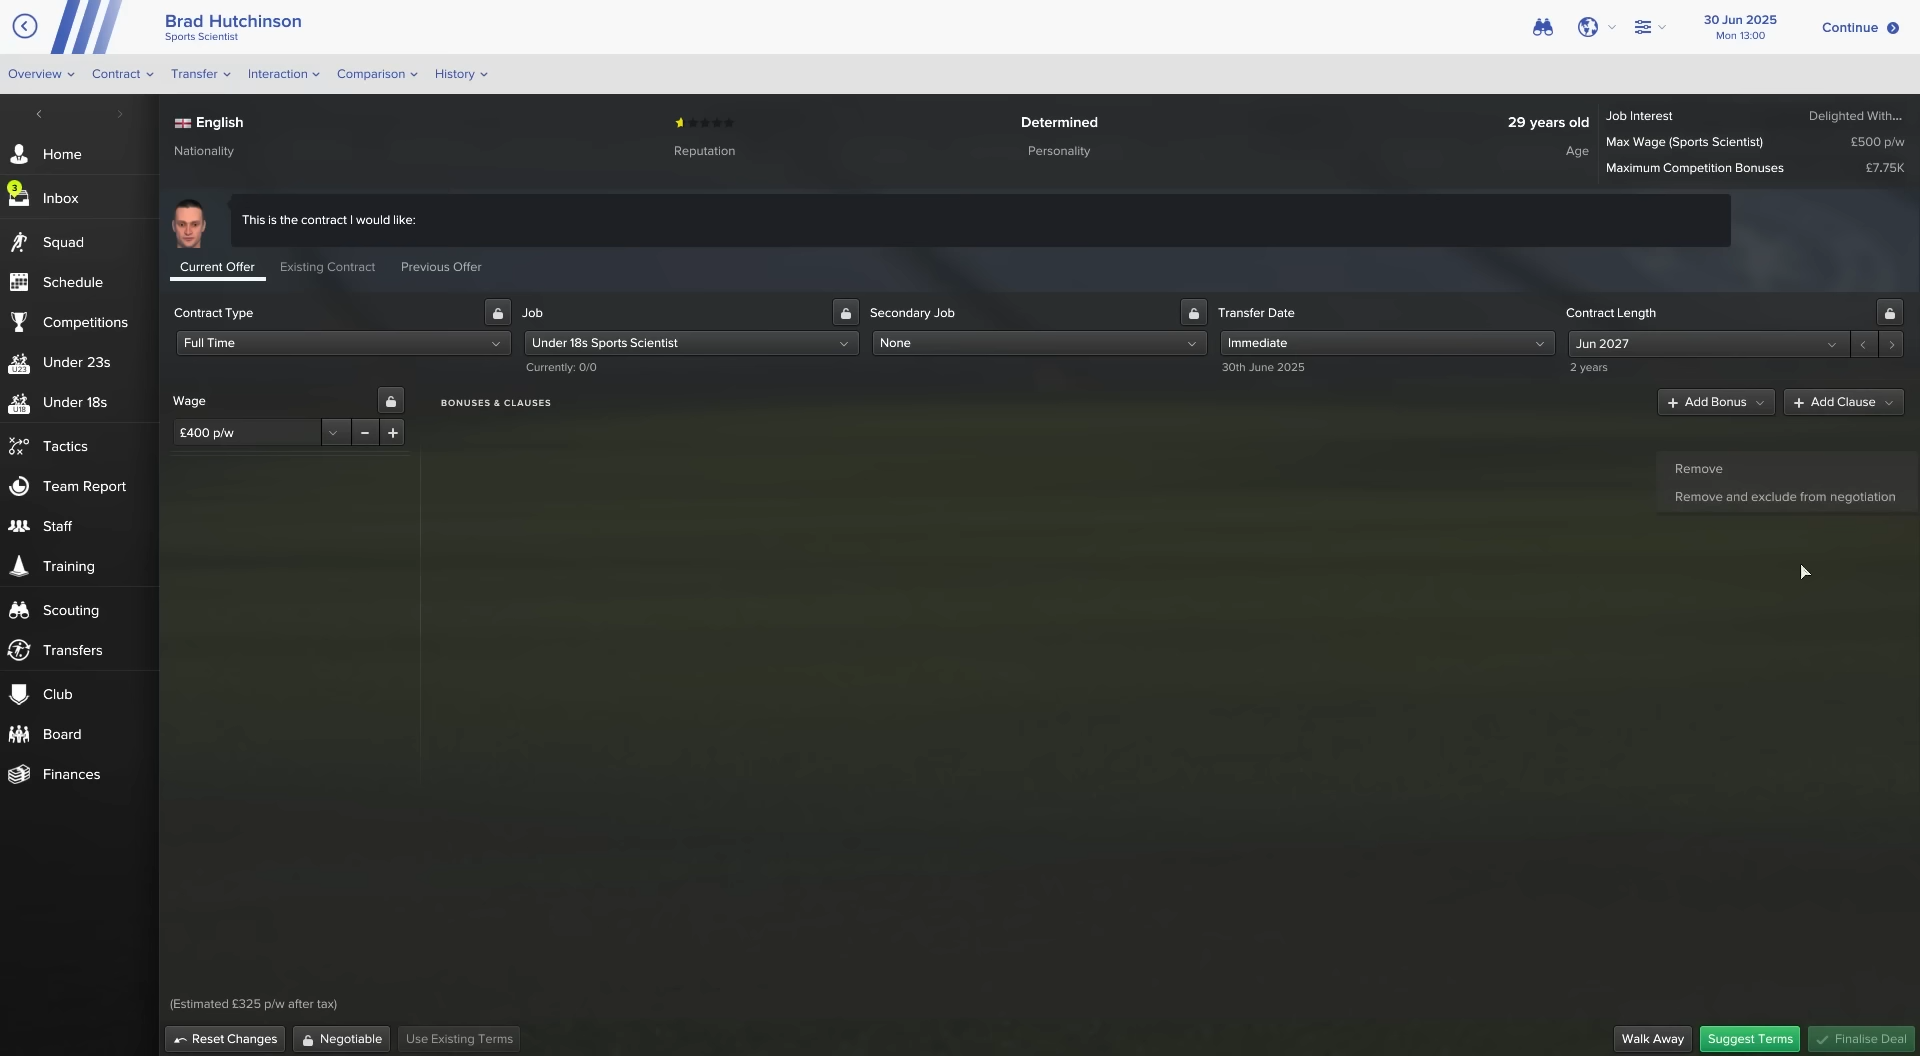 Brad Hutchinson
Sports Scientist
30 Jun 2025
Mon 13:00
Continue
Overview
Contract
Transfer
Interaction
Comparison
History
English
Nationality
Reputation
Determined
Personality
29 years old
Age
Job Interest
Delighted With...
Max Wage (Sports Scientist)
£500 p/w
Maximum Competition Bonuses
£7.75K
Home
3
Inbox
Squad
Schedule
Competitions
U23
Under 23s
U18
Under 18s
Tactics
Team Report
Staff
Training
Scouting
Transfers
Club
Board
Finances
This is the contract I would like:
Current Offer
Existing Contract
Previous Offer
Contract Type
Job
Secondary Job
Transfer Date
Contract Length
Full Time
Under 18s Sports Scientist
None
Immediate
Jun 2027
Currently: 0/0
30th June 2025
2 years
Wage
BONUSES & CLAUSES
+ Add Bonus
+ Add Clause
£400 p/w
- +
Remove
Remove and exclude from negotiation
(Estimated £325 p/w after tax)
Reset Changes
Negotiable
Use Existing Terms
Walk Away
Suggest Terms
Finalise Deal